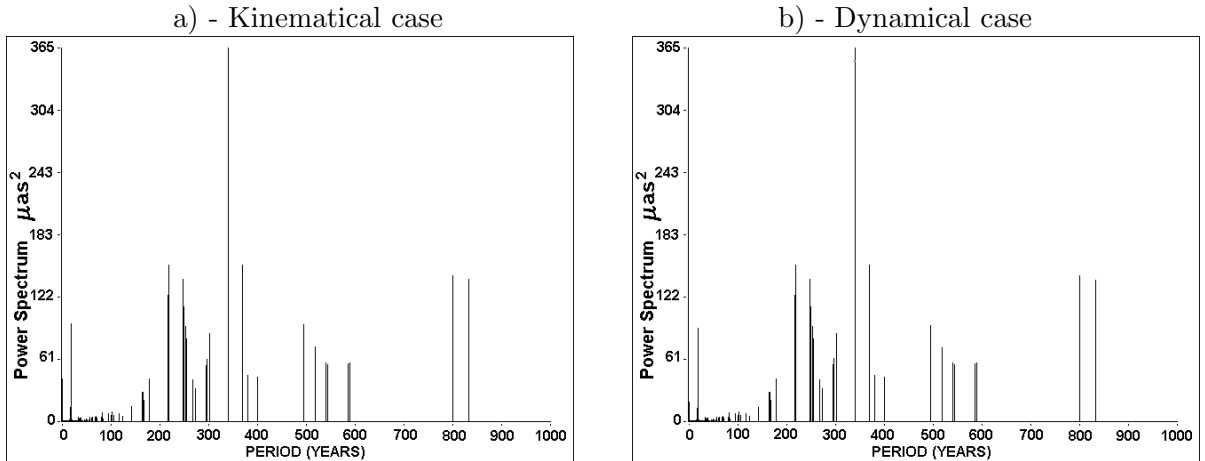 a) - Kinematical case
365
304
243
183
122
61
0
Power Spectrum μas²
0 100 200 300 400 500 600 700 800 900 1000
PERIOD (YEARS)
b) - Dynamical case
365
304
243
183
122
61
0
Power Spectrum μas²
0 100 200 300 400 500 600 700 800 900 1000
PERIOD (YEARS)